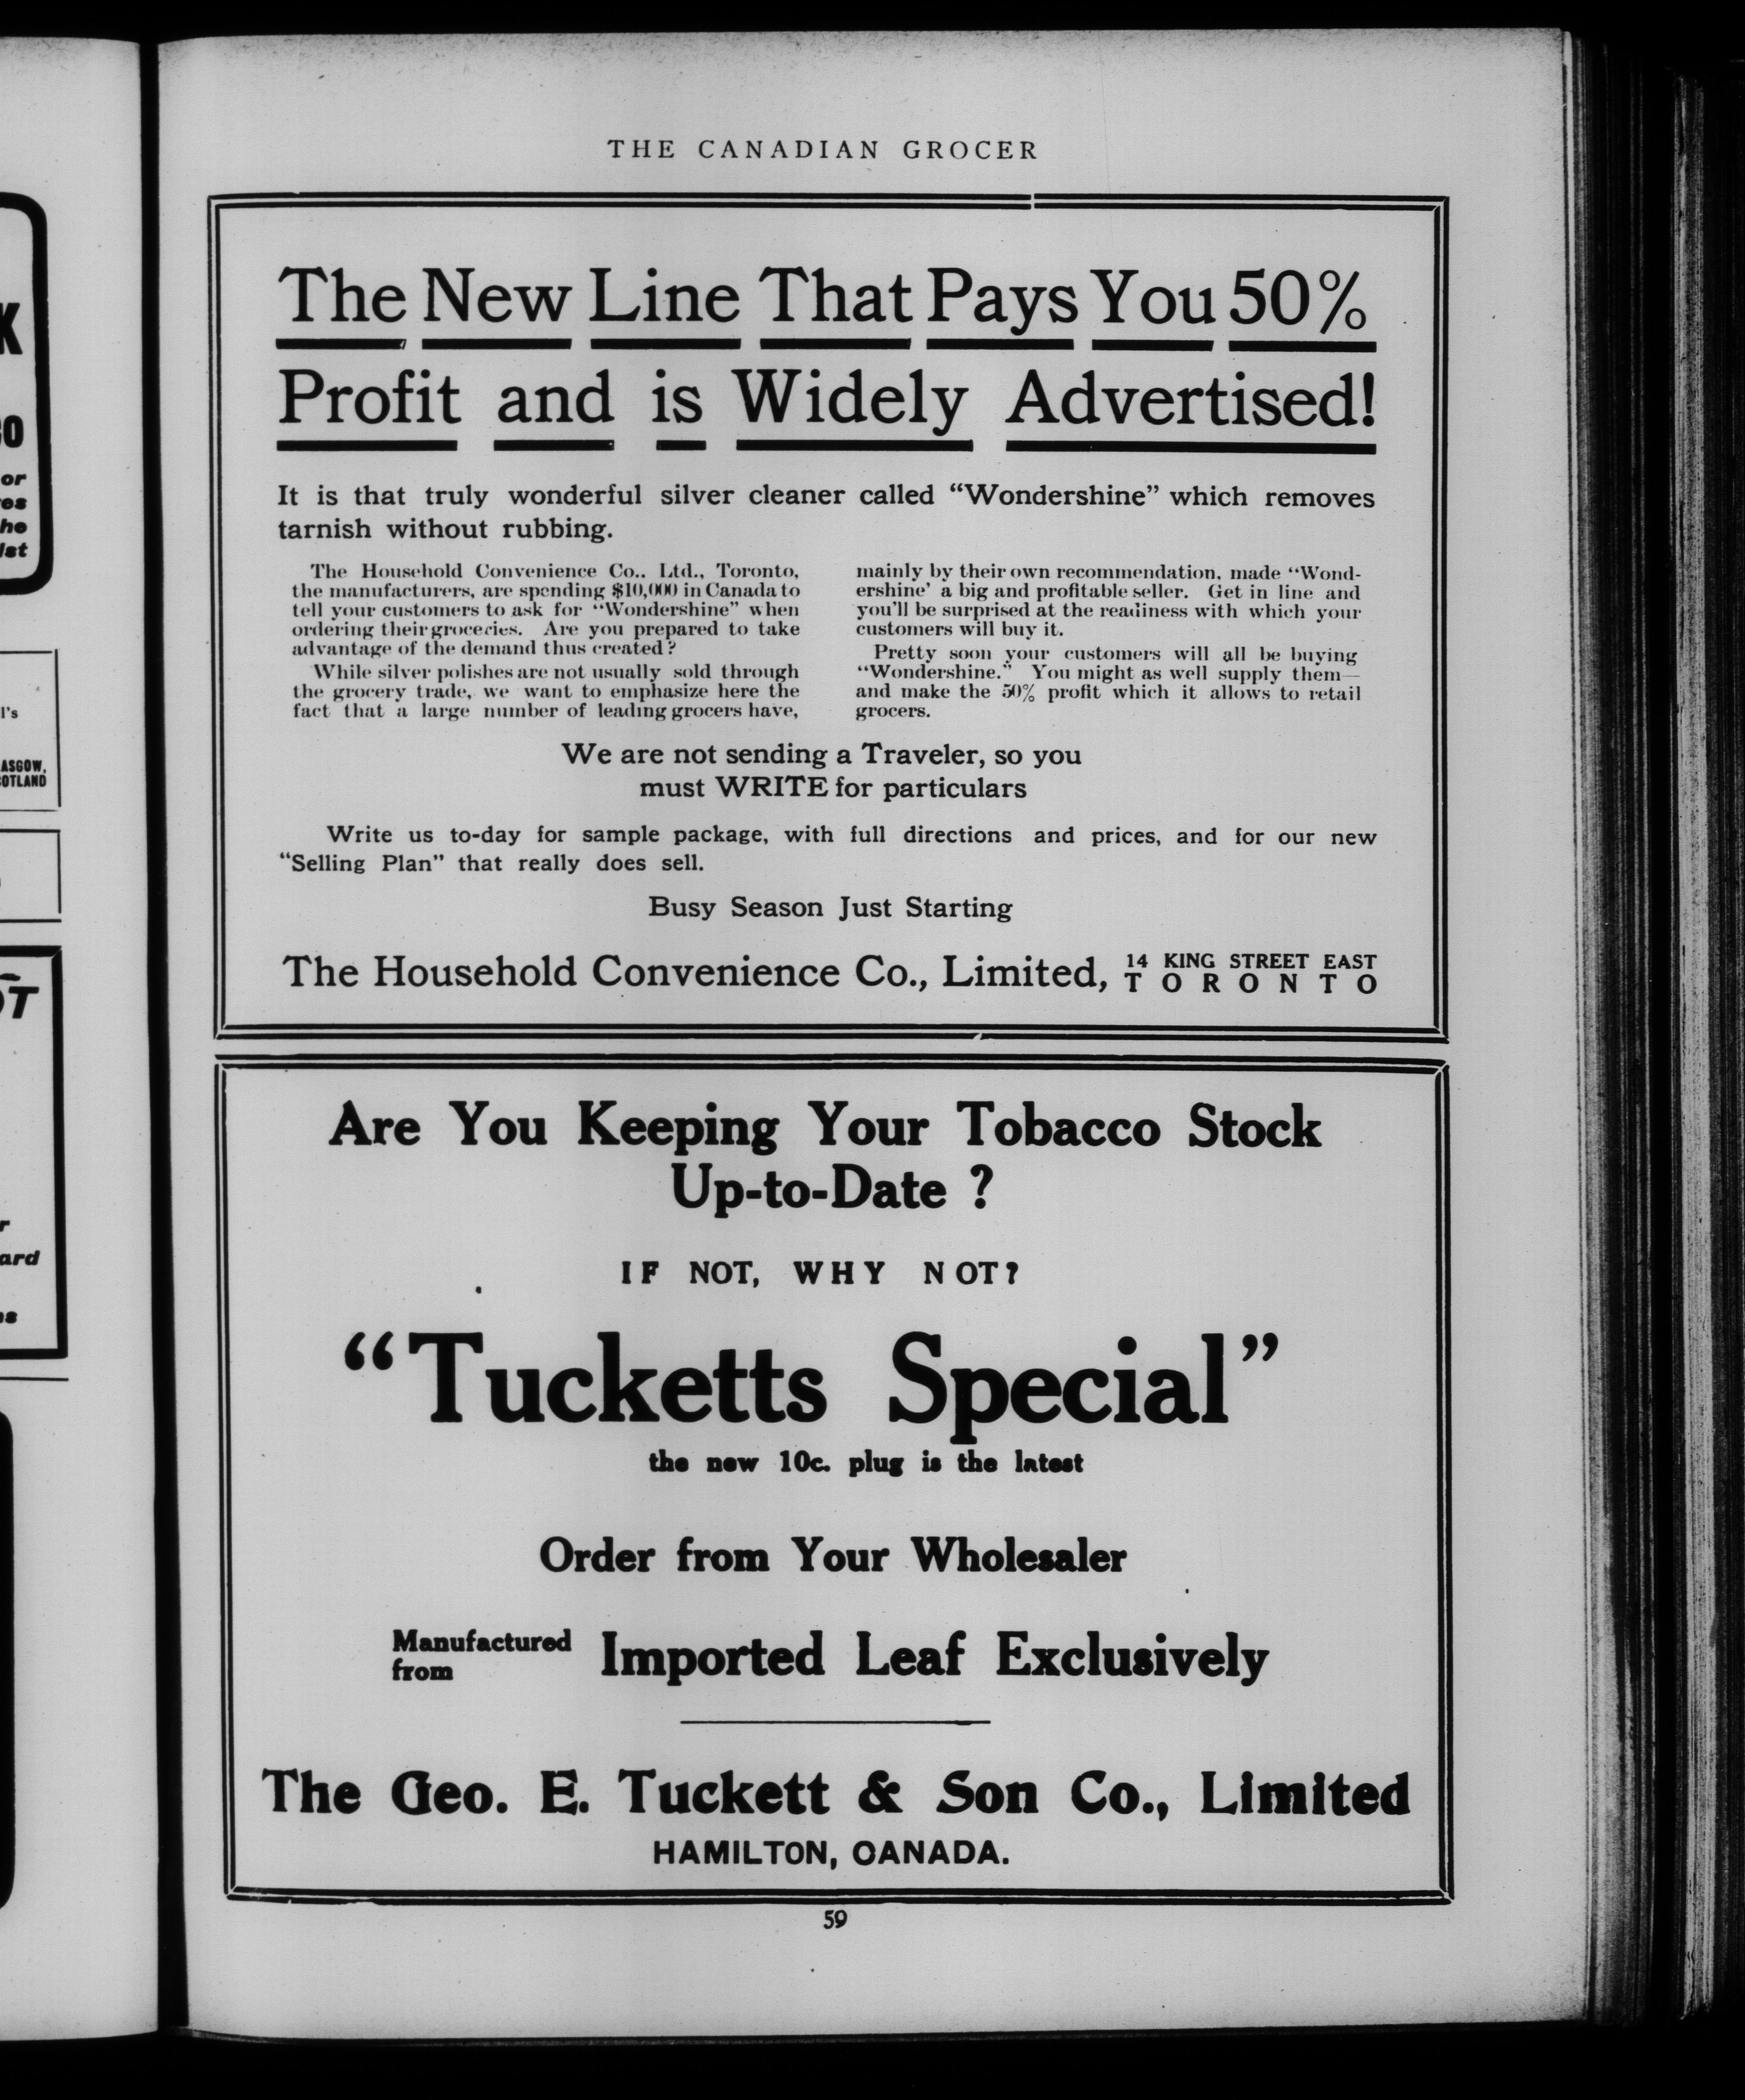 THE CANADIAN GROCER
The New Line That Pays You 50%
Profit and is Widely Advertised!
It is that truly wonderful silver cleaner called “Wondershine” which removes
tarnish without rubbing.
The Household Convenience Co., Ltd., Toronto,
the manufacturers, are spending $10,000 in Canada to
tell your customers to ask for “Wondershine” when
ordering their groceries. Are you prepared to take
advantage of the demand thus created?
While silver polishes are not usually sold through
the grocery trade, we want to emphasize here the
fact that a large number of leading grocers have,
mainly by their own recommendation, made “Wond-
ershine’ a big and profitable seller. Get in line and
you’ll be surprised at the readiness with which your
customers will buy it.
Pretty soon your customers will all be buying
“Wondershine.” You might as well supply them—
and make the 50% profit which it allows to retail
grocers.
We are not sending a Traveler, so you
must WRITE for particulars
Write us to-day for sample package, with full directions and prices, and for our new
“Selling Plan” that really does sell.
Busy Season Just Starting
The Household Convenience Co., Limited, 14 KING STREET EAST
TORONTO
Are You Keeping Your Tobacco Stock
Up-to-Date ?
IF NOT, WHY NOT?
“Tucketts Special”
the new 10c. plug is the latest
Order from Your Wholesaler
Manufactured
from
Imported Leaf Exclusively
The Geo. E. Tuckett & Son Co., Limited
HAMILTON, CANADA.
59